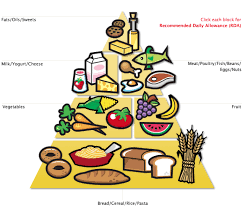 Fats/Oils/Sweets
Click each block for
Recommended Daily Allowance (RDA)
Milk/Yogurt/Cheese
Meat/Poultry/Fish/Beans/
Eggs/Nuts
Vegetables
Fruit
Bread/Cereal/Rice/Pasta